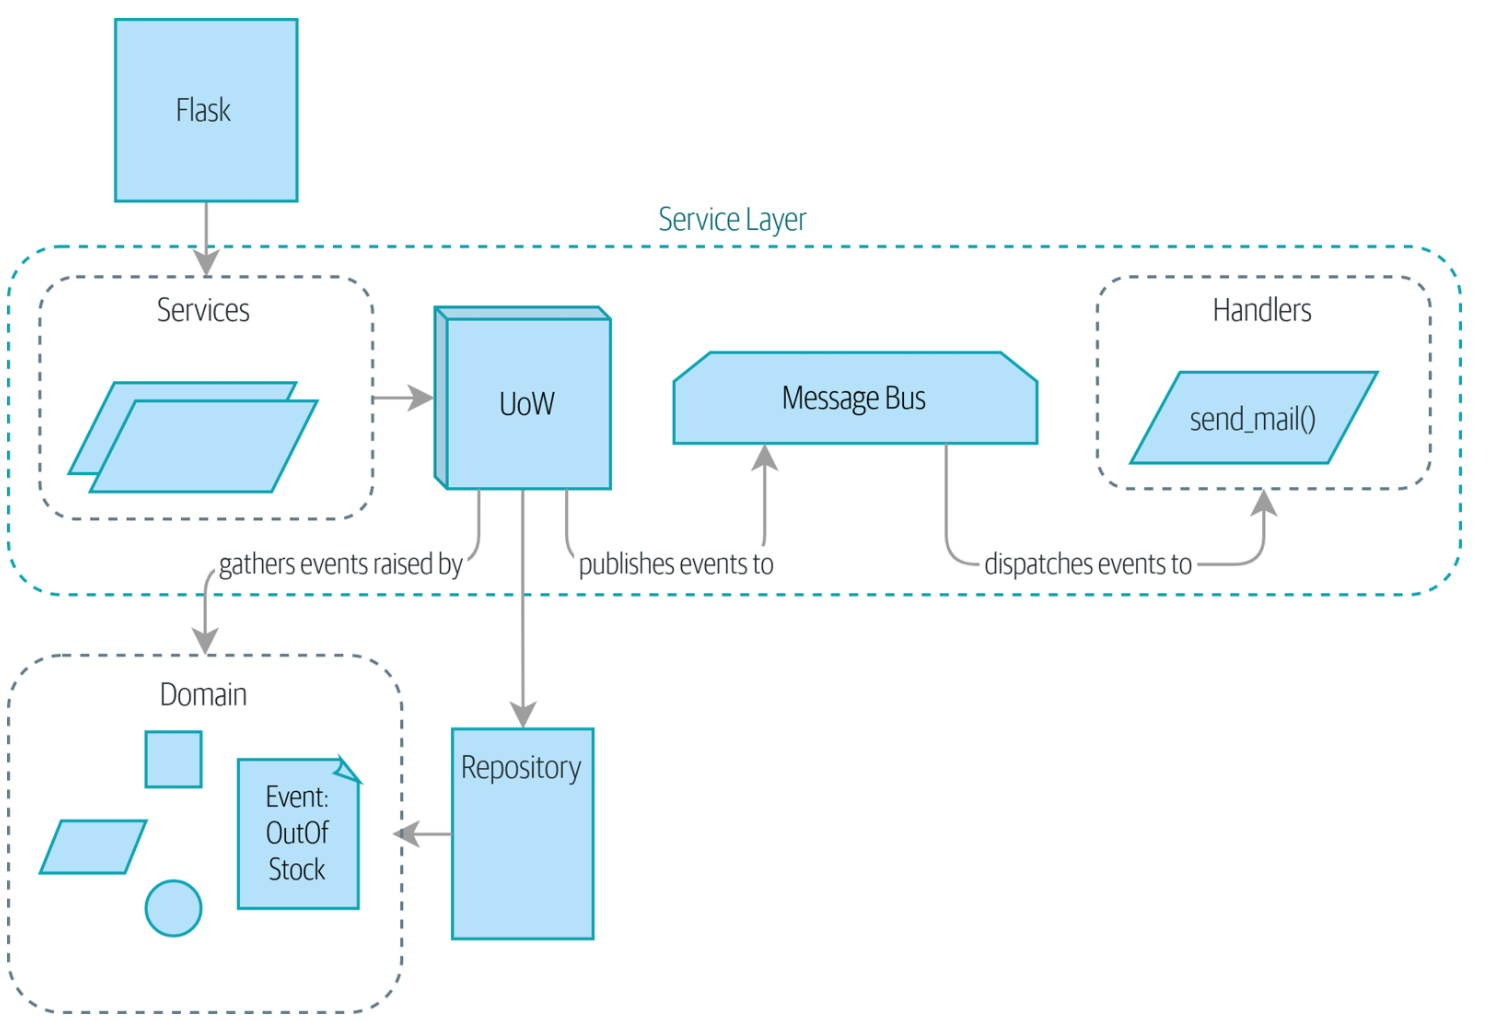 Flask
Service Layer
Services
Handlers
UoW
Message Bus
send_mail()
gathers events raised by
publishes events to
dispatches events to
Domain
Repository
Event:
OutOf
Stock